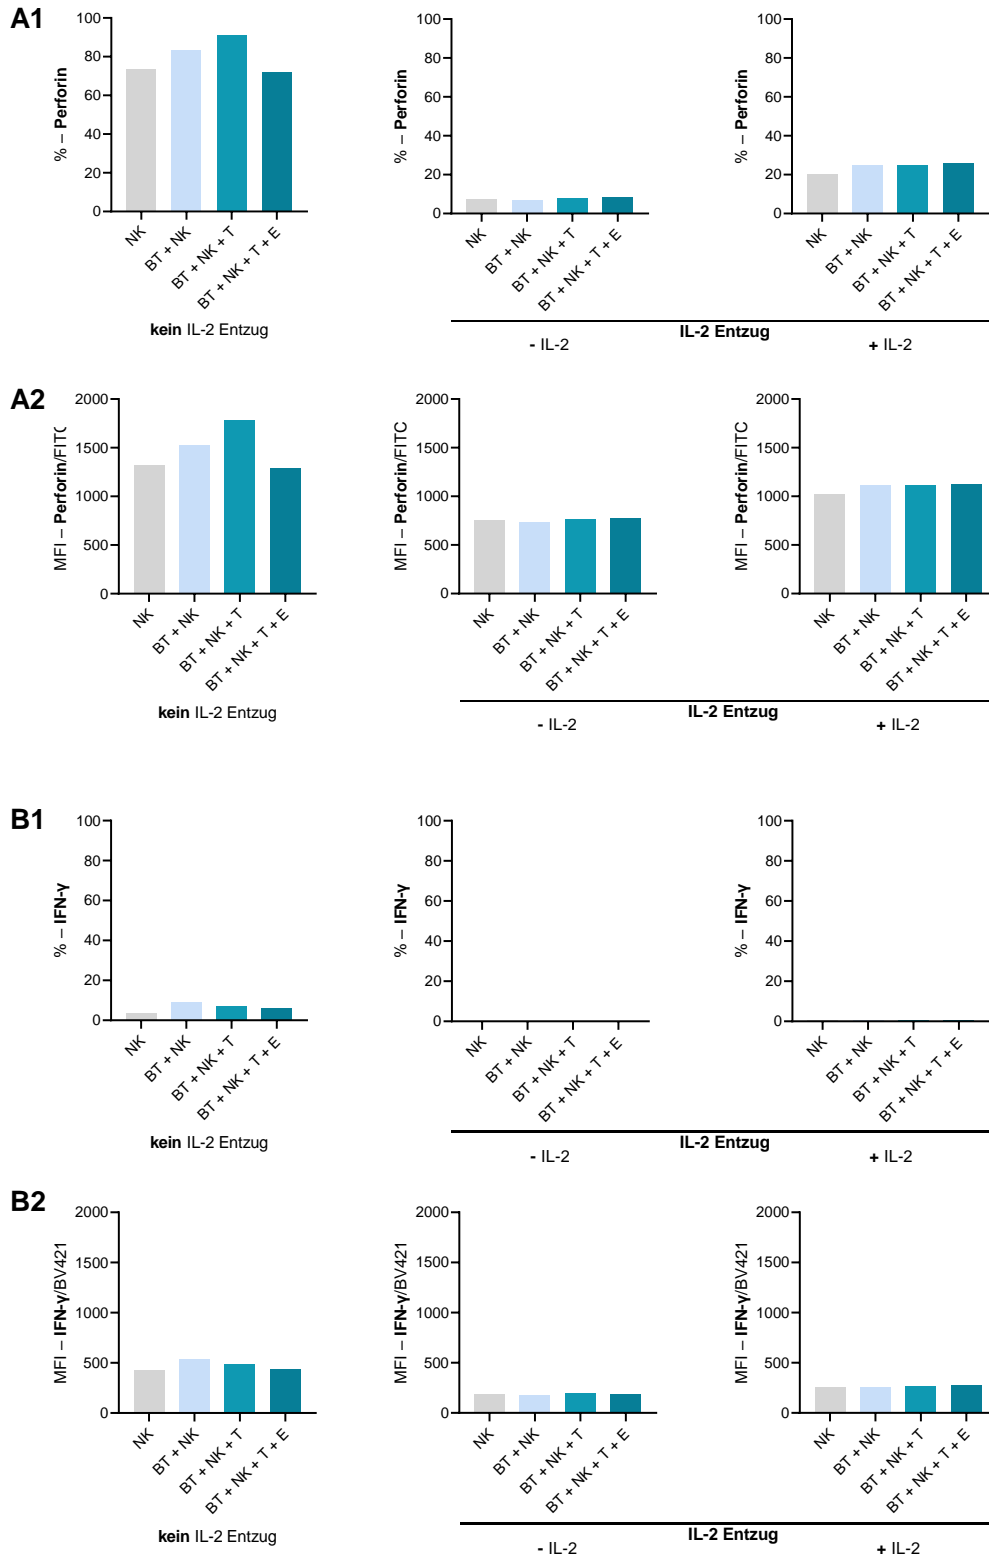 A1
% – Perforin
100
80
60
40
20
0
NK
BT + NK
BT + NK + T
BT + NK + T + E
kein IL-2 Entzug
% – Perforin
100
80
60
40
20
0
NK
BT + NK
BT + NK + T
BT + NK + T + E
- IL-2
% – Perforin
100
80
60
40
20
0
NK
BT + NK
BT + NK + T
BT + NK + T + E
+ IL-2
IL-2 Entzug
A2
MFI – Perforin/FITC
2000
1500
1000
500
0
NK
BT + NK
BT + NK + T
BT + NK + T + E
kein IL-2 Entzug
MFI – Perforin/FITC
2000
1500
1000
500
0
NK
BT + NK
BT + NK + T
BT + NK + T + E
- IL-2
MFI – Perforin/FITC
2000
1500
1000
500
0
NK
BT + NK
BT + NK + T
BT + NK + T + E
+ IL-2
IL-2 Entzug
B1
% – IFN-γ
100
80
60
40
20
0
NK
BT + NK
BT + NK + T
BT + NK + T + E
kein IL-2 Entzug
% – IFN-γ
100
80
60
40
20
0
NK
BT + NK
BT + NK + T
BT + NK + T + E
- IL-2
% – IFN-γ
100
80
60
40
20
0
NK
BT + NK
BT + NK + T
BT + NK + T + E
+ IL-2
IL-2 Entzug
B2
MFI – IFN-γ/BV421
2000
1500
1000
500
0
NK
BT + NK
BT + NK + T
BT + NK + T + E
kein IL-2 Entzug
MFI – IFN-γ/BV421
2000
1500
1000
500
0
NK
BT + NK
BT + NK + T
BT + NK + T + E
- IL-2
MFI – IFN-γ/BV421
2000
1500
1000
500
0
NK
BT + NK
BT + NK + T
BT + NK + T + E
+ IL-2
IL-2 Entzug